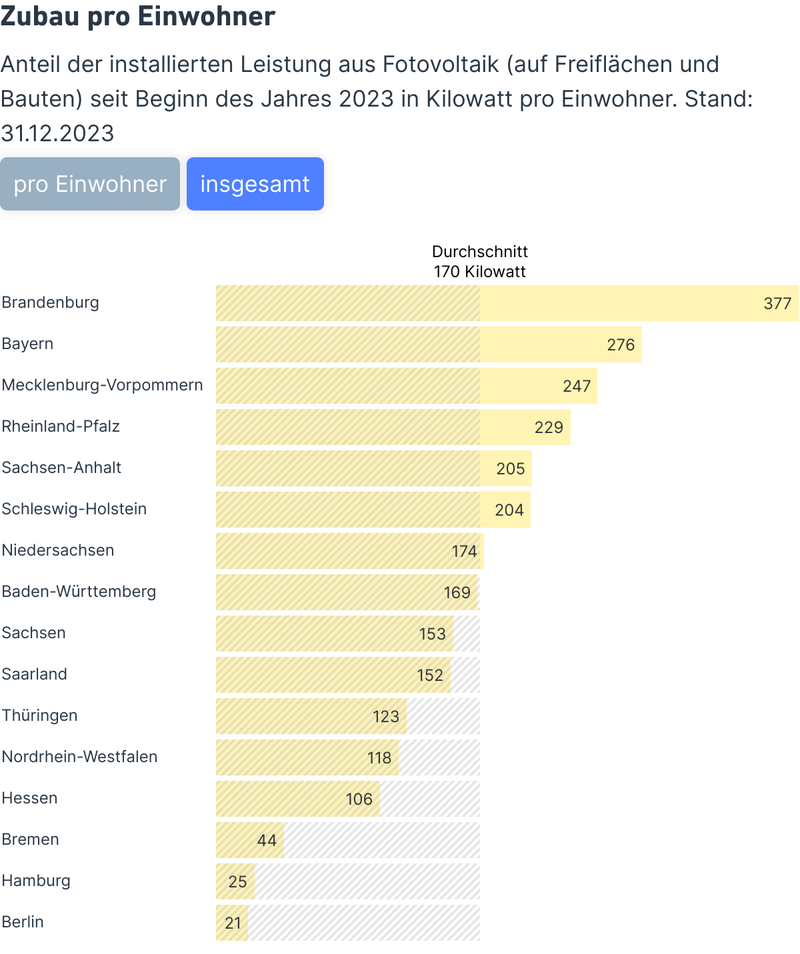 Zubau pro Einwohner
Anteil der installierten Leistung aus Fotovoltaik (auf Freiflächen und
Bauten) seit Beginn des Jahres 2023 in Kilowatt pro Einwohner. Stand:
31.12.2023
pro Einwohner insgesamt
Durchschnitt
170 Kilowatt
Brandenburg 377
Bayern 276
Mecklenburg-Vorpommern 247
Rheinland-Pfalz 229
Sachsen-Anhalt 205
Schleswig-Holstein 204
Niedersachsen 174
Baden-Württemberg 169
Sachsen 153
Saarland 152
Thüringen 123
Nordrhein-Westfalen 118
Hessen 106
Bremen 44
Hamburg 25
Berlin 21